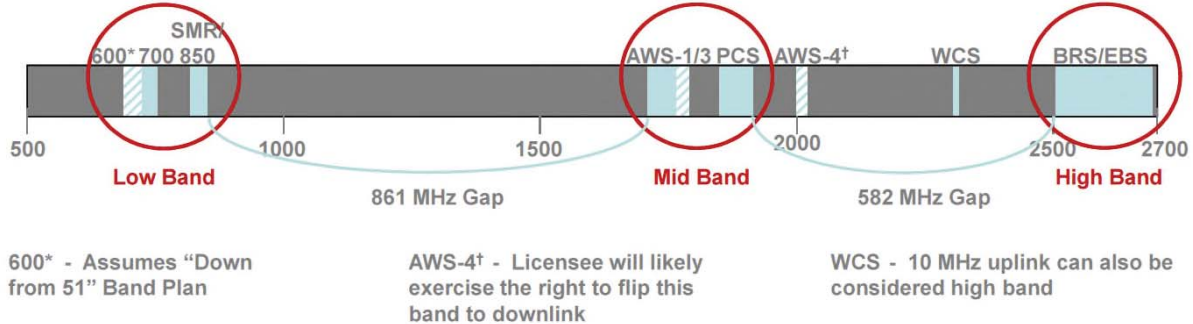 SMR/
600* 700 850
AWS-1/3 PCS
AWS-4†
WCS
BRS/EBS
500
1000
1500
2000
2500
2700
Low Band
Mid Band
High Band
861 MHz Gap
582 MHz Gap
600* - Assumes “Down
from 51” Band Plan
AWS-4† - Licensee will likely
exercise the right to flip this
band to downlink
WCS - 10 MHz uplink can also be
considered high band